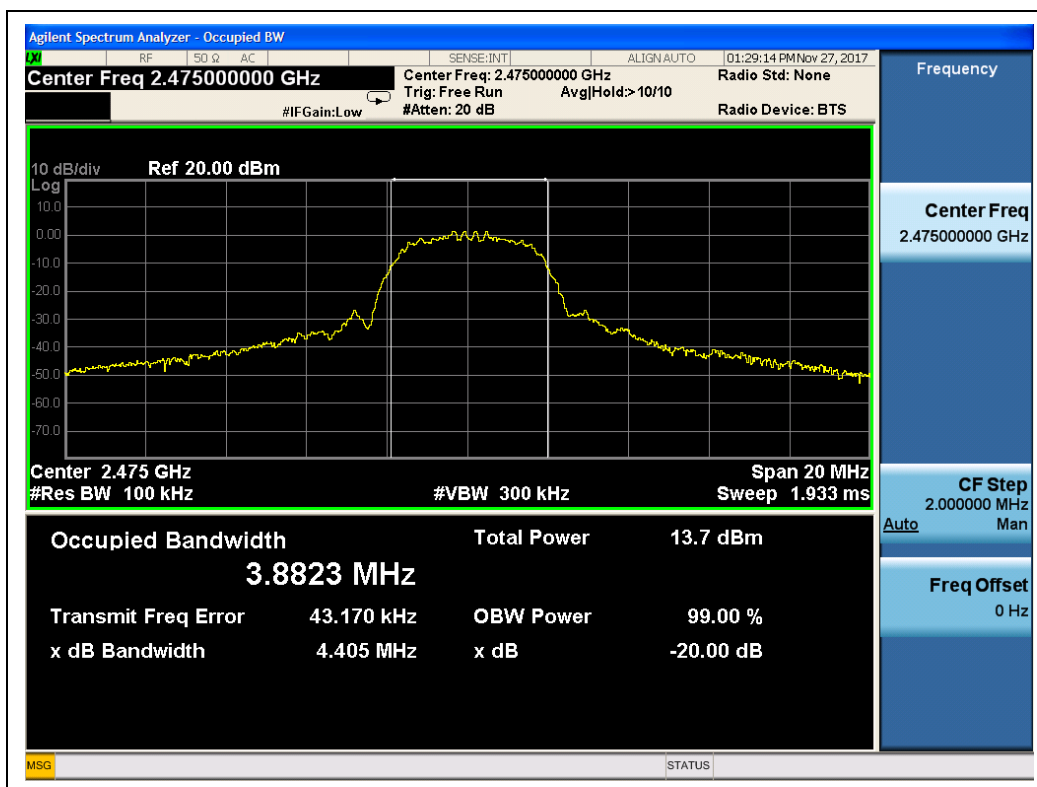 Agilent Spectrum Analyzer - Occupied BW
LXI RF 50 Ω AC SENSE:INT ALIGN AUTO 01:29:14 PM Nov 27, 2017
Center Freq 2.475000000 GHz
Center Freq: 2.475000000 GHz
Radio Std: None
Trig: Free Run Avg|Hold:> 10/10
#IFGain:Low
#Atten: 20 dB
Radio Device: BTS
10 dB/div Ref 20.00 dBm
Log
10.0
0.00
-10.0
-20.0
-30.0
-40.0
-50.0
-60.0
-70.0
Center 2.475 GHz
Span 20 MHz
#Res BW 100 kHz
#VBW 300 kHz
Sweep 1.933 ms
Occupied Bandwidth
Total Power 13.7 dBm
3.8823 MHz
Transmit Freq Error 43.170 kHz
OBW Power 99.00 %
x dB Bandwidth 4.405 MHz
x dB -20.00 dB
Frequency
Center Freq
2.475000000 GHz
CF Step
2.000000 MHz
Auto Man
Freq Offset
0 Hz
MSG
STATUS